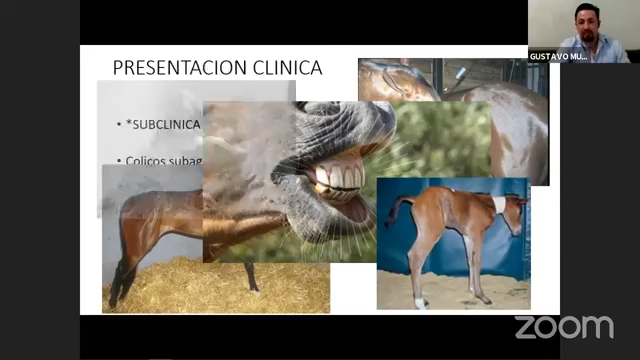 PRESENTACION CLINICA
• *SUBCLINICA
• Colicos subag
GUSTAVO MU...
zoom